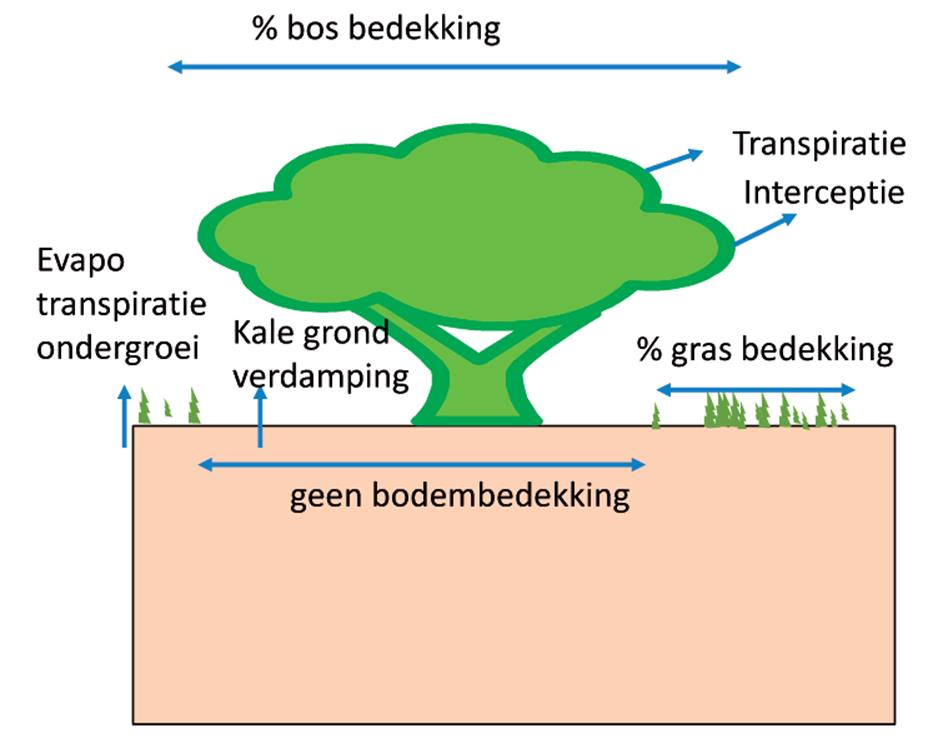 % bos bedekking
Transpiratie
Interceptie
Evapo
transpiratie
ondergroei
Kale grond
verdamping
% gras bedekking
geen bodembedekking